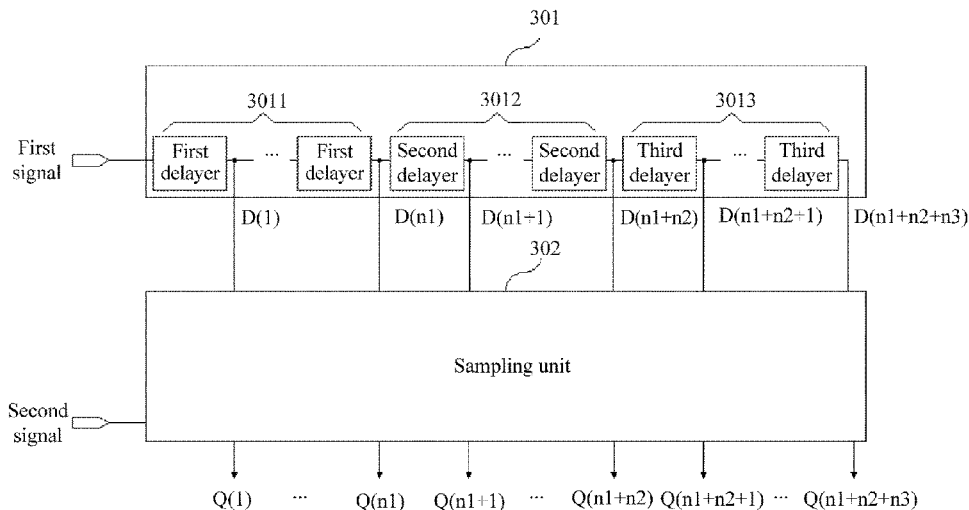 301
3011
3012
3013
First signal
First delayer
...
First delayer
Second delayer
...
Second delayer
Third delayer
...
Third delayer
D(1)
D(n1)
D(n1+1)
D(n1+n2)
D(n1+n2+1)
D(n1+n2+n3)
302
Sampling unit
Second signal
Q(1)
...
Q(n1)
Q(n1+1)
...
Q(n1+n2)
Q(n1+n2+1)
...
Q(n1+n2+n3)